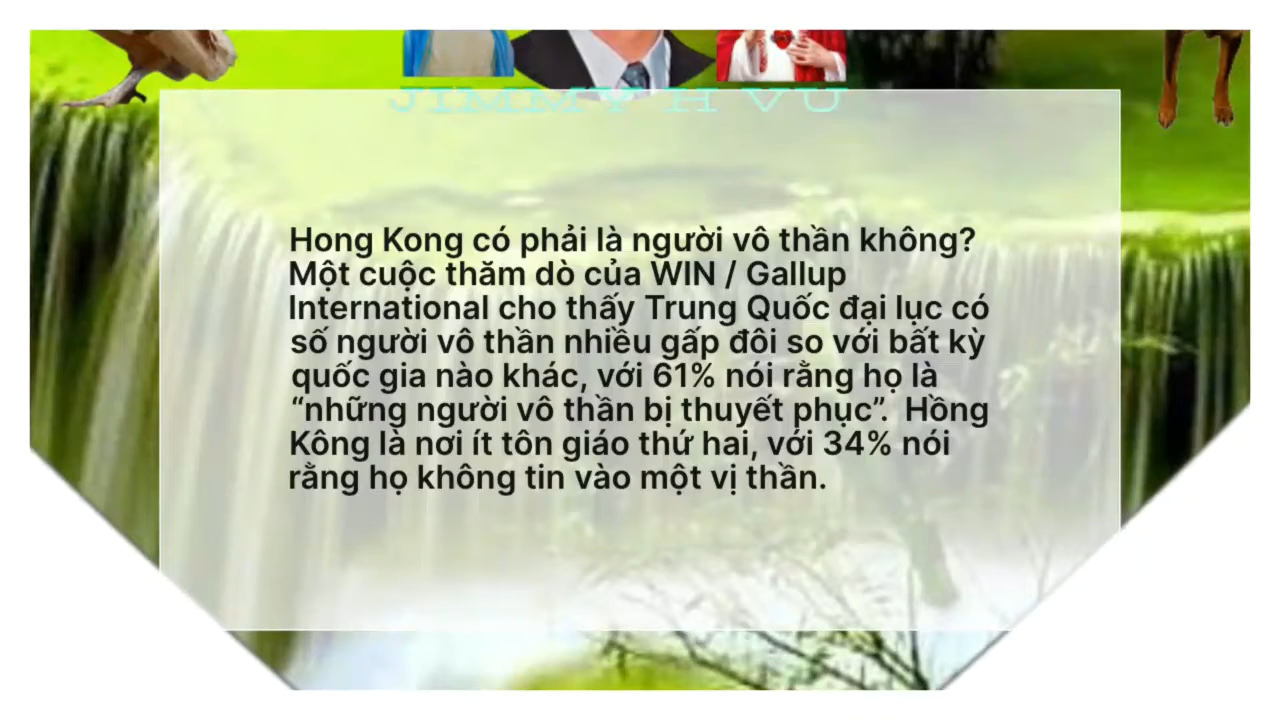 JIMMY H VU
Hong Kong có phải là người vô thần không?
Một cuộc thăm dò của WIN / Gallup
International cho thấy Trung Quốc đại lục có
số người vô thần nhiều gấp đôi so với bất kỳ
quốc gia nào khác, với 61% nói rằng họ là
“những người vô thần bị thuyết phục”.  Hồng
Kông là nơi ít tôn giáo thứ hai, với 34% nói
rằng họ không tin vào một vị thần.